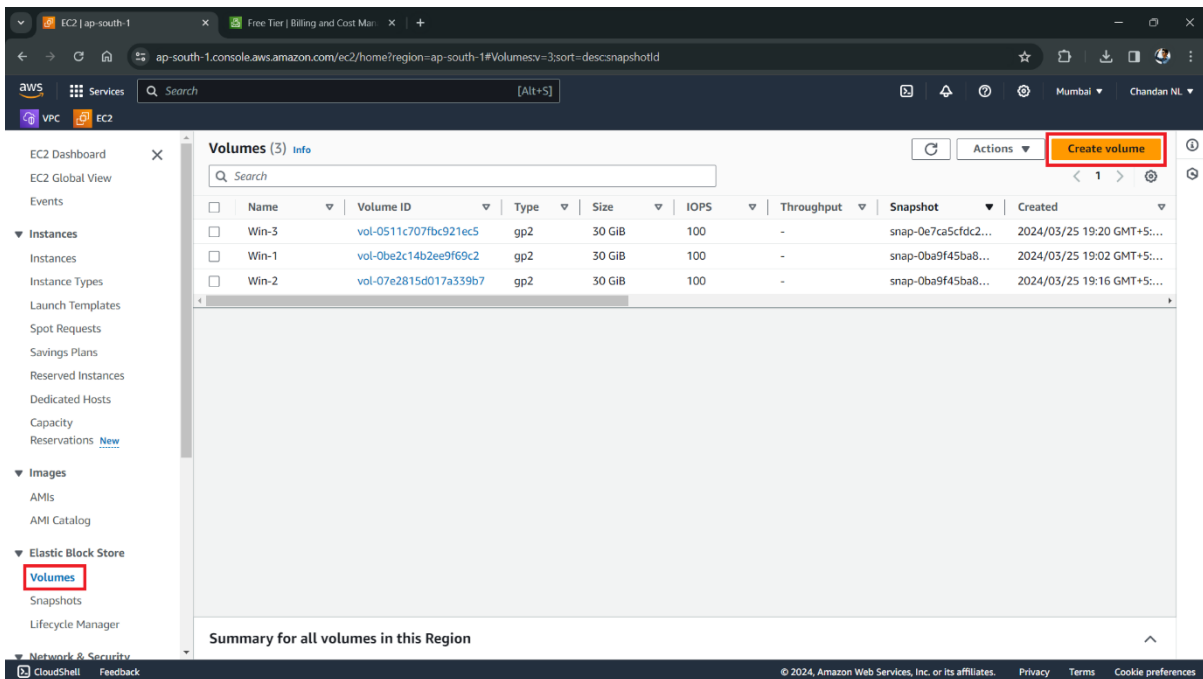 EC2 | ap-south-1
Free Tier | Billing and Cost Man
ap-south-1.console.aws.amazon.com/ec2/home?region=ap-south-1#Volumes:v=3;sort=desc:snapshotId
aws Services Search [Alt+S] Mumbai Chandan NL
VPC EC2
EC2 Dashboard
EC2 Global View
Events
Instances
Instances
Instance Types
Launch Templates
Spot Requests
Savings Plans
Reserved Instances
Dedicated Hosts
Capacity
Reservations New
Images
AMIs
AMI Catalog
Elastic Block Store
Volumes
Snapshots
Lifecycle Manager
Network & Security
Volumes (3) Info Actions Create volume
Search 1
Name Volume ID Type Size IOPS Throughput Snapshot Created
Win-3 vol-0511c707fbc921ec5 gp2 30 GiB 100 - snap-0e7ca5cfdc2... 2024/03/25 19:20 GMT+5:...
Win-1 vol-0be2c14b2ee9f69c2 gp2 30 GiB 100 - snap-0ba9f45ba8... 2024/03/25 19:02 GMT+5:...
Win-2 vol-07e2815d017a339b7 gp2 30 GiB 100 - snap-0ba9f45ba8... 2024/03/25 19:16 GMT+5:...
Summary for all volumes in this Region
CloudShell Feedback © 2024, Amazon Web Services, Inc. or its affiliates. Privacy Terms Cookie preferences